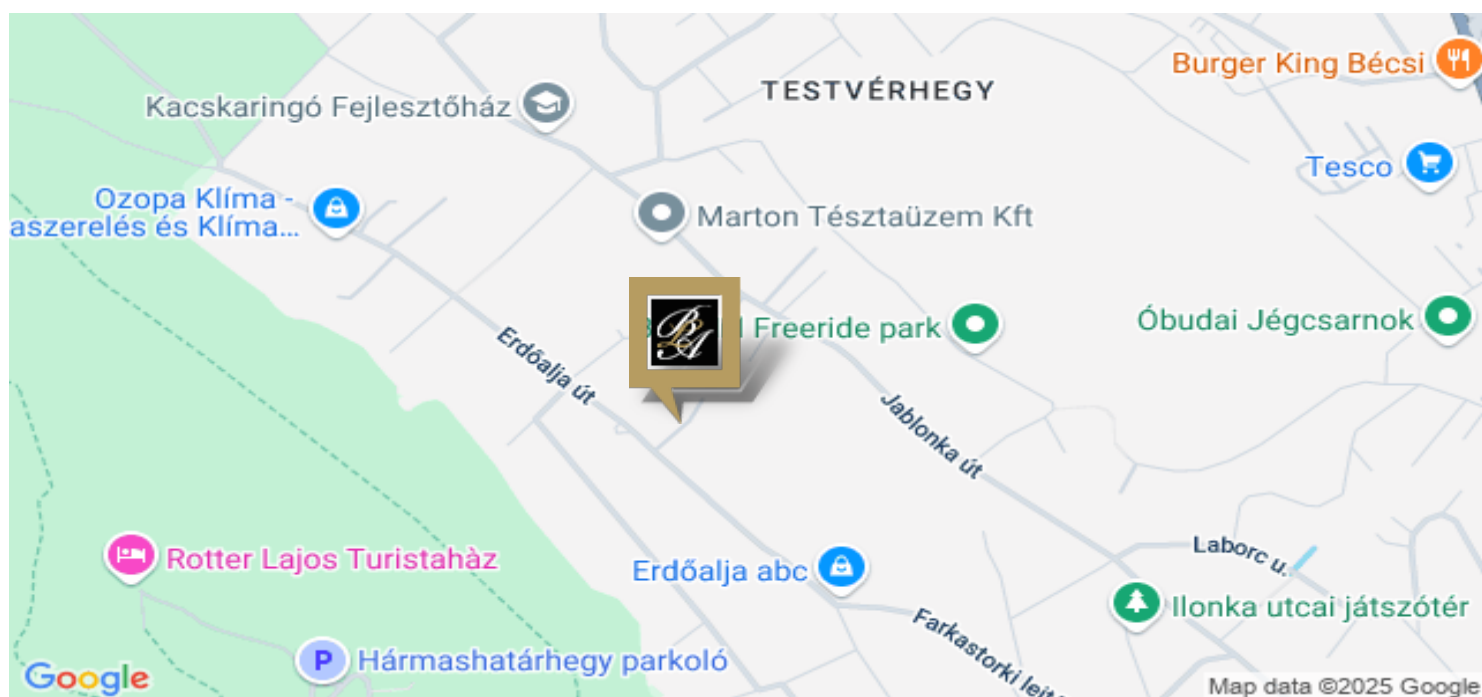 Burger King Bécsi
TESTVÉRHEGY
Kacskaringó Fejlesztőház
Tesco
Ozopa Klíma -
aszerelés és Klíma...
Marton Tésztaüzem Kft
Freeride park
Óbudai Jégcsarnok
Erdőalja út
Jablonka út
Laborc u.
Rotter Lajos Turistahàz
Erdőalja abc
Ilonka utcai játszótér
Farkastorki
P
Hármashatárhegy parkoló
Google
Map data ©2025 Google